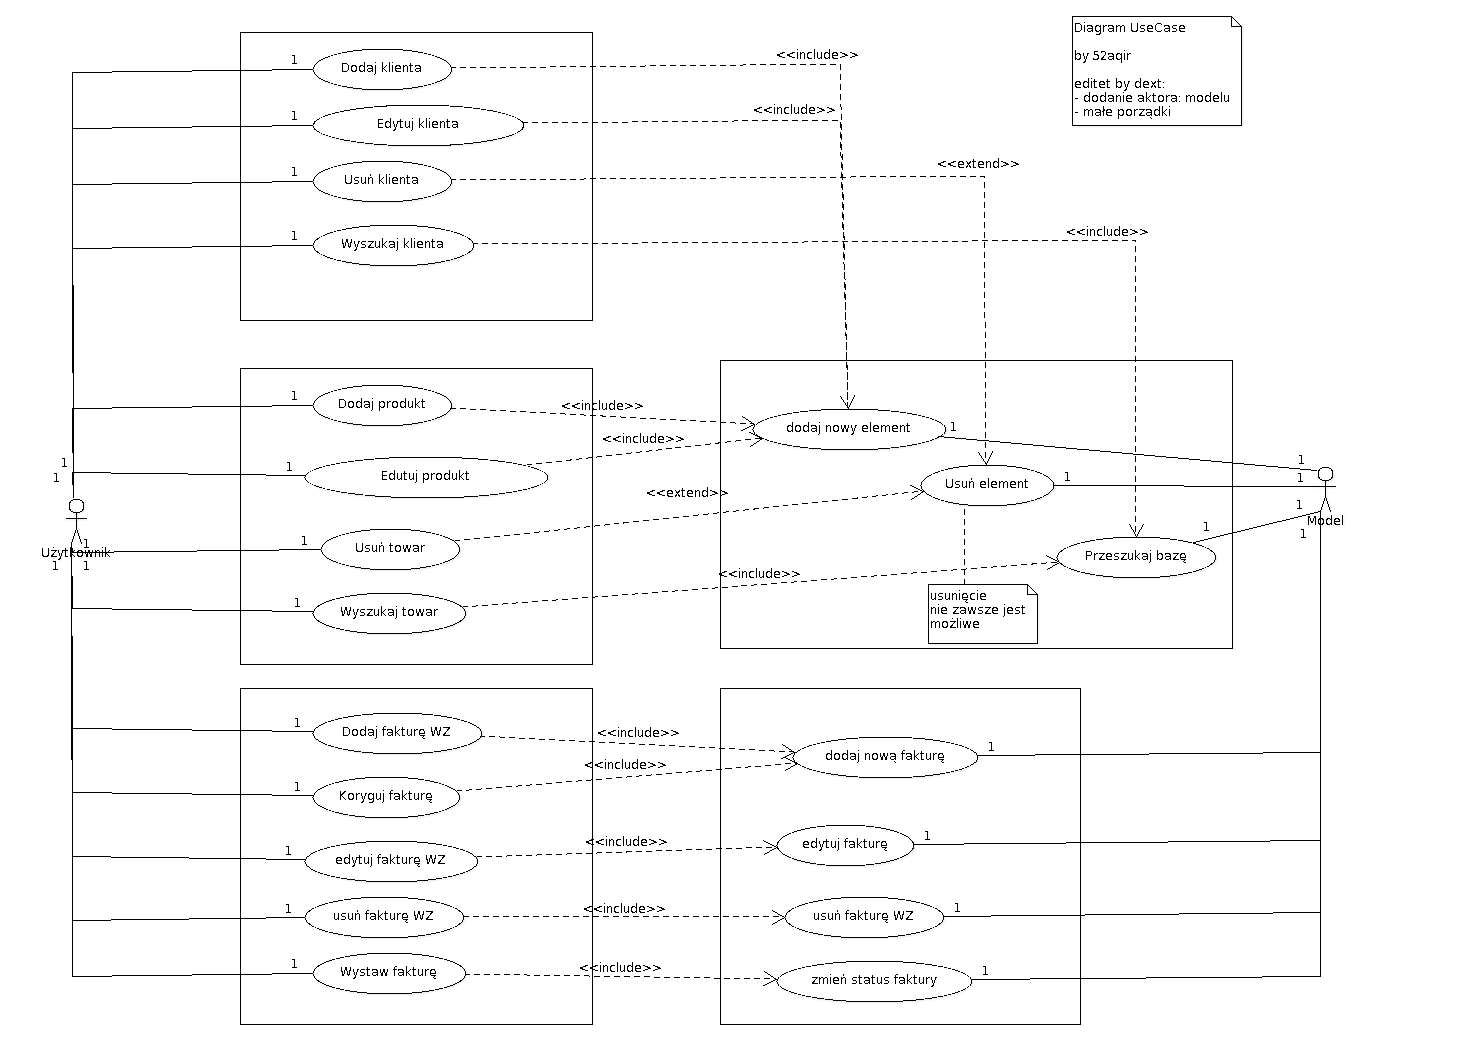 Diagram UseCase
by 52aqir
editet by dext:
- dodanie aktora: modelu
- małe porządki
1
Dodaj klienta
<<include>>
1
Edytuj klienta
<<include>>
1
Usuń klienta
<<extend>>
1
Wyszukaj klienta
<<include>>
1
Dodaj produkt
<<include>>
dodaj nowy element
1
1
Edutuj produkt
<<include>>
1
1
1
Usuń element
1
1
1
<<extend>>
1
Model
1
Użytkownik
1
1
1
1
Usuń towar
1
Przeszukaj bazę
<<include>>
1
Wyszukaj towar
usunięcie
nie zawsze jest
możliwe
1
Dodaj fakturę WZ
<<include>>
dodaj nową fakturę
1
1
Koryguj fakturę
<<include>>
1
edytuj fakturę WZ
<<include>>
edytuj fakturę
1
1
usuń fakturę WZ
<<include>>
usuń fakturę WZ
1
1
Wystaw fakturę
<<include>>
zmień status faktury
1